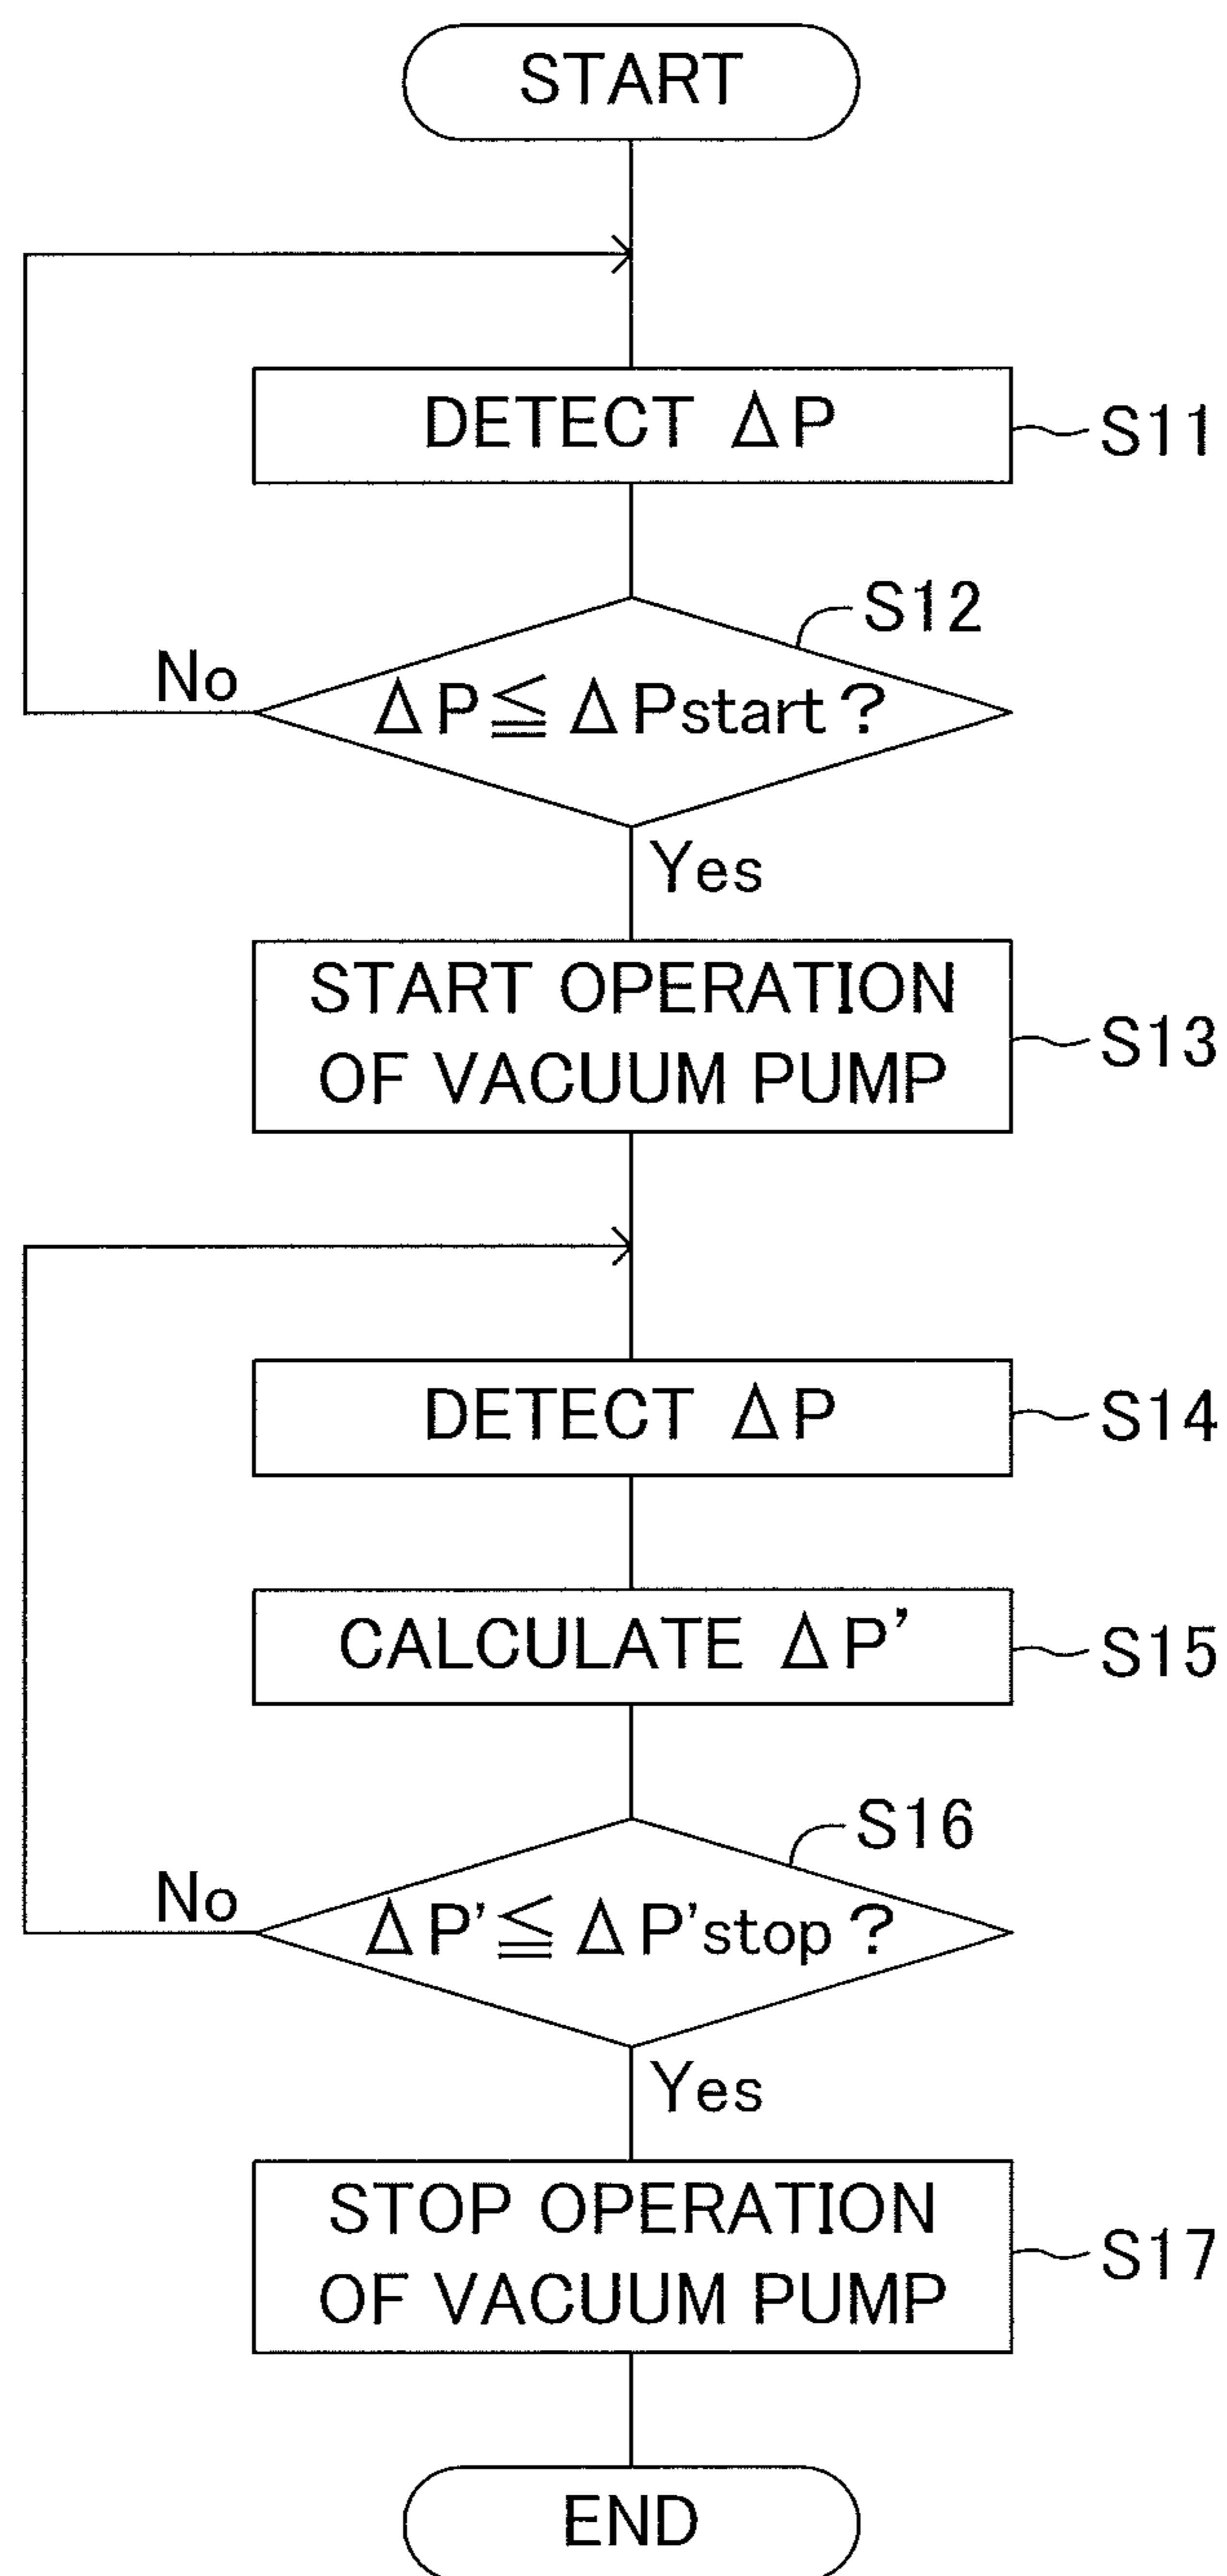 START
DETECT ΔP
S11
S12
No
ΔP≦ΔPstart?
Yes
START OPERATION
OF VACUUM PUMP
S13
DETECT ΔP
S14
CALCULATE ΔP'
S15
S16
No
ΔP'≦ΔP'stop?
Yes
STOP OPERATION
OF VACUUM PUMP
S17
END